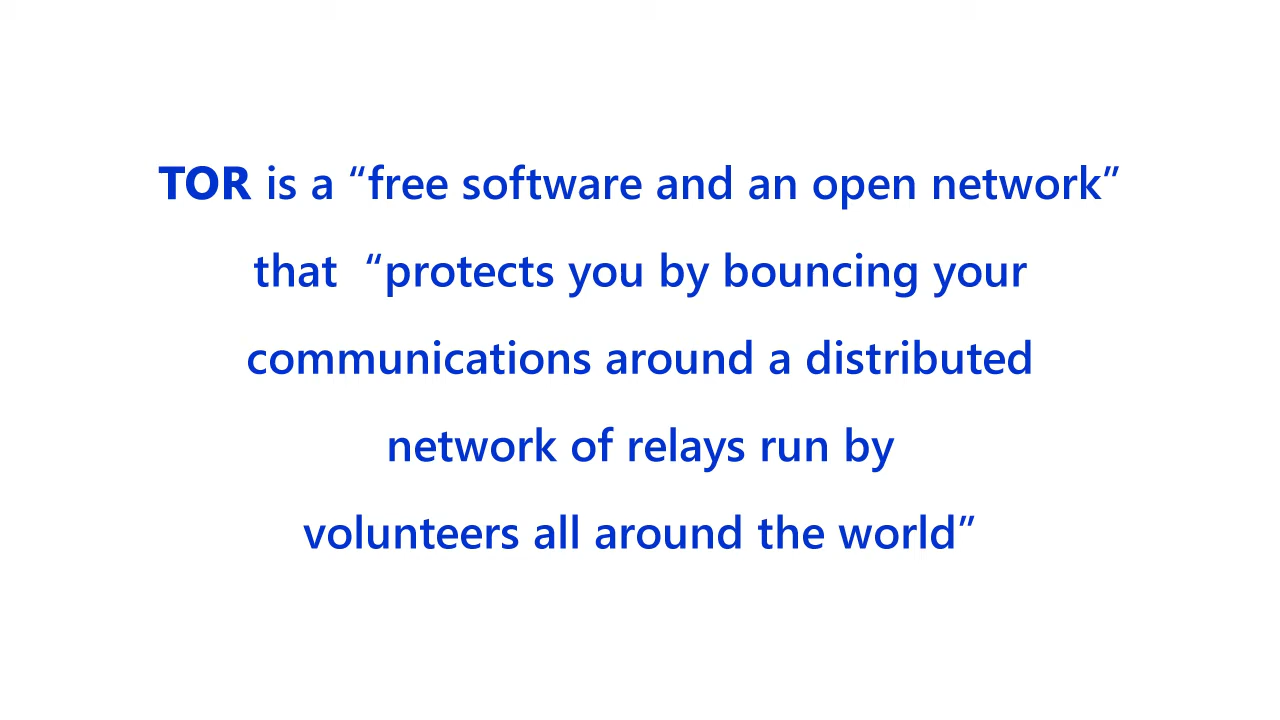 TOR is a “free software and an open network”
that “protects you by bouncing your
communications around a distributed
network of relays run by
volunteers all around the world”